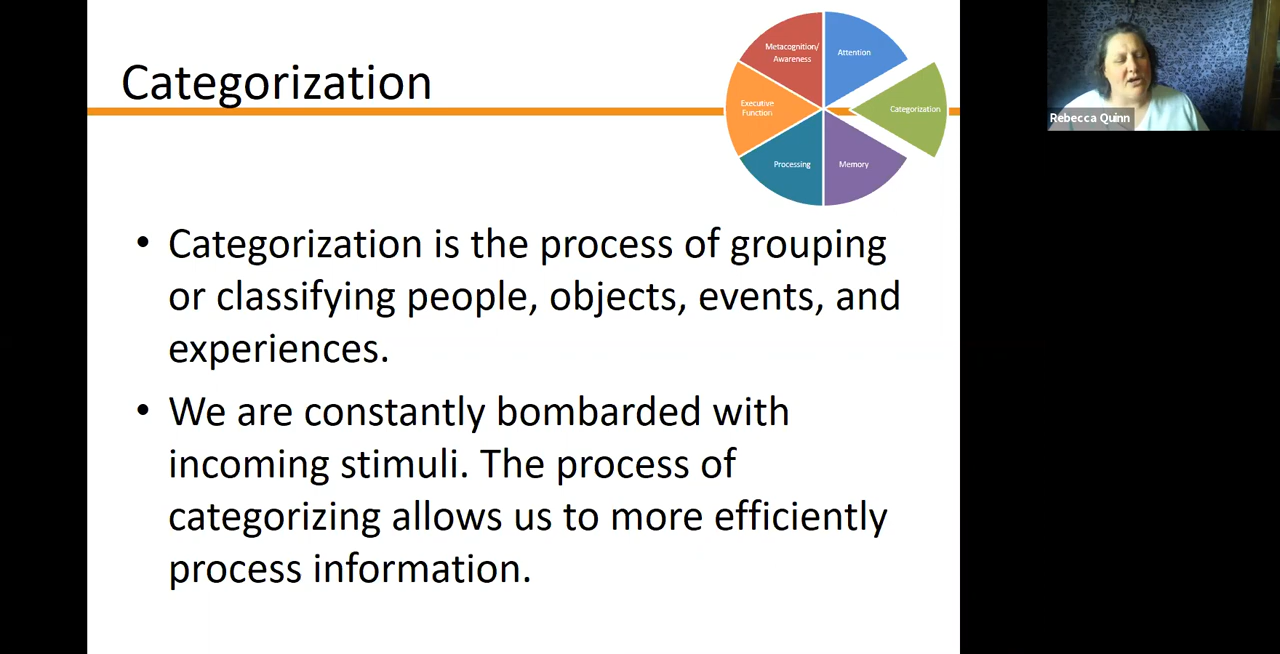 Categorization
Metacognition/
Awareness
Attention
Executive
Function
Categorization
Processing
Memory
Rebecca Quinn
• Categorization is the process of grouping
or classifying people, objects, events, and
experiences.
• We are constantly bombarded with
incoming stimuli. The process of
categorizing allows us to more efficiently
process information.